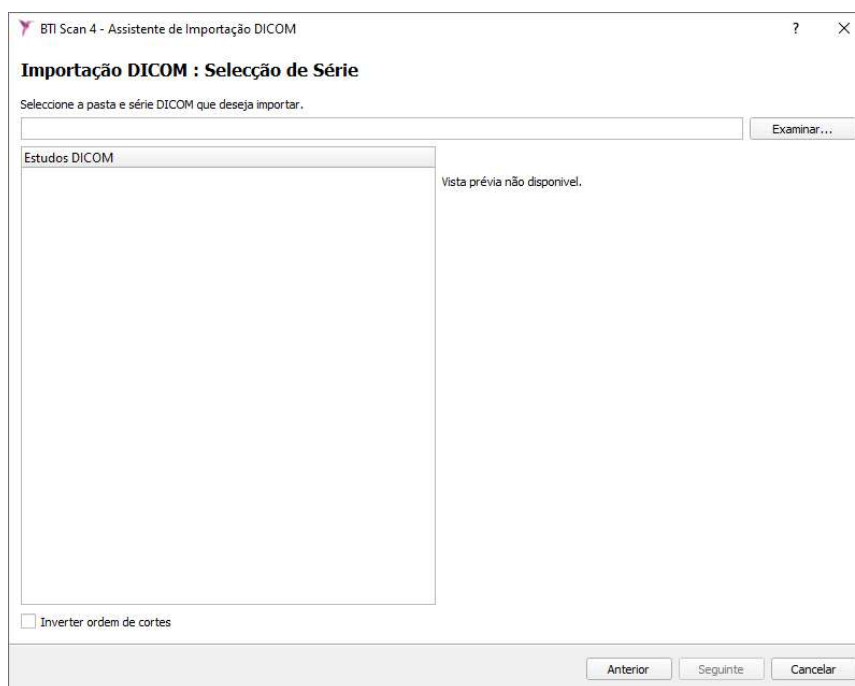 BTI Scan 4 - Assistente de Importação DICOM
Importação DICOM : Selecção de Série
Seleccione a pasta e série DICOM que deseja importar.
Examinar...
Estudos DICOM
Vista prévia não disponivel.
Inverter ordem de cortes
Anterior Seguinte Cancelar